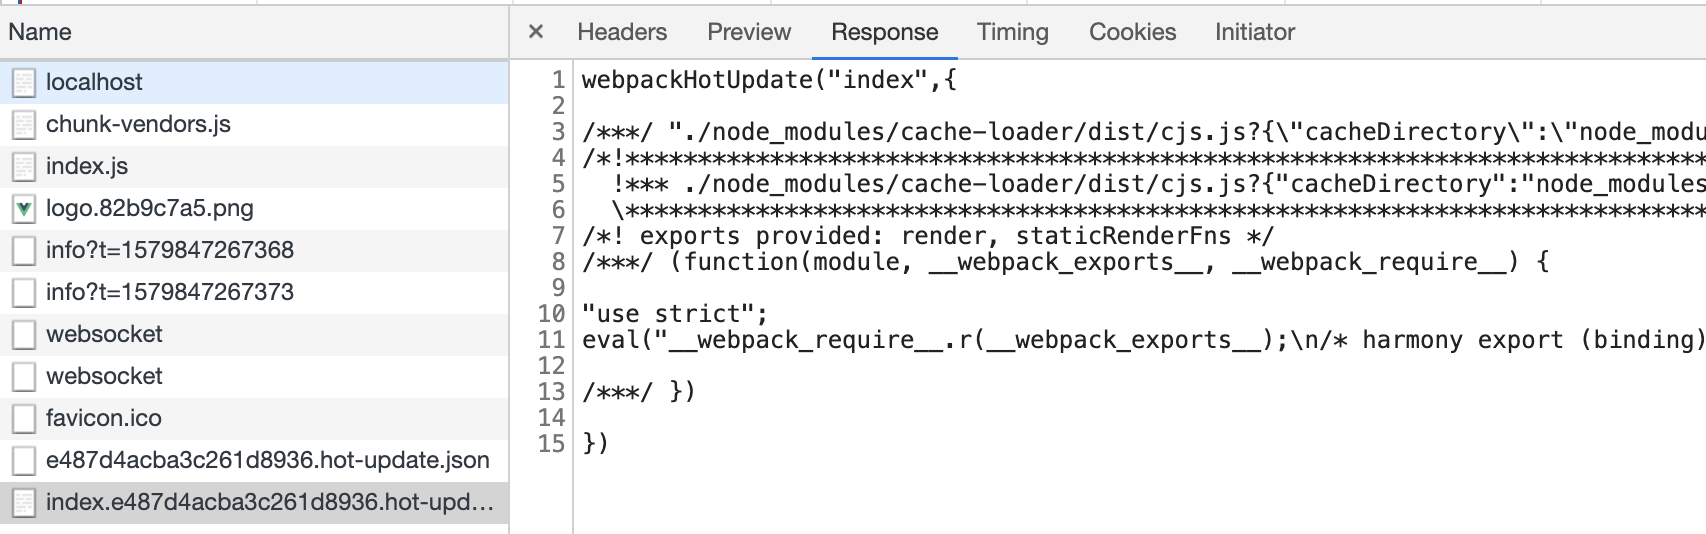 Name
localhost
chunk-vendors.js
index.js
logo.82b9c7a5.png
info?t=1579847267368
info?t=1579847267373
websocket
websocket
favicon.ico
e487d4acba3c261d8936.hot-update.json
index.e487d4acba3c261d8936.hot-upd…
× Headers Preview Response Timing Cookies Initiator
1 webpackHotUpdate("index",{
2
3 /***/ "./node_modules/cache-loader/dist/cjs.js?{\"cacheDirectory\":\"node_modu
4 /*!***************************************************************************
5 !*** ./node_modules/cache-loader/dist/cjs.js?{"cacheDirectory":"node_modules
6 \***************************************************************************
7 /*! exports provided: render, staticRenderFns */
8 /***/ (function(module, __webpack_exports__, __webpack_require__) {
9
10 "use strict";
11 eval("__webpack_require__.r(__webpack_exports__);\n/* harmony export (binding)
12
13 /***/ })
14
15 })